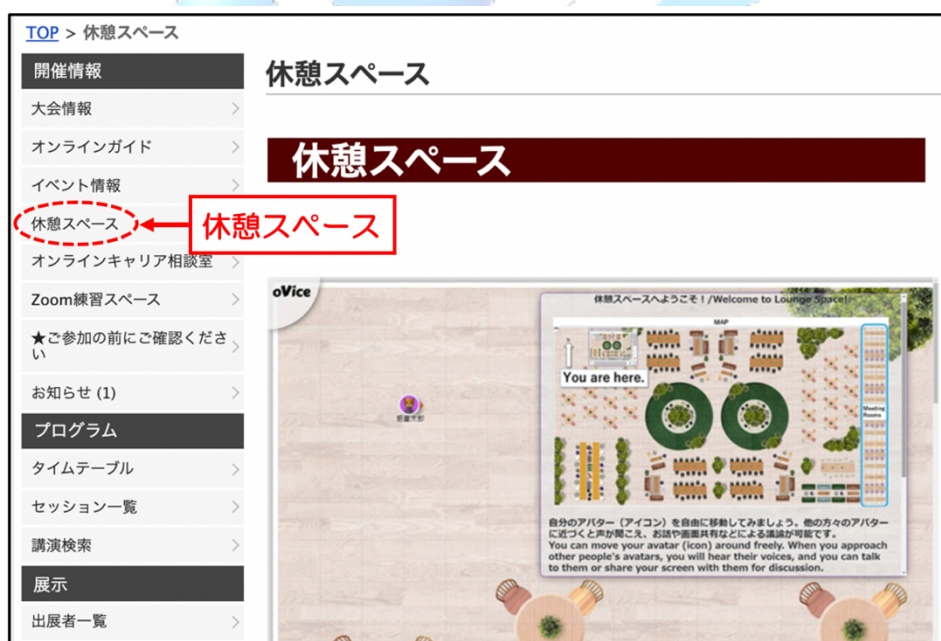 TOP > 休憩スペース
開催情報
大会情報
オンラインガイド
イベント情報
休憩スペース
休憩スペース
オンラインキャリア相談室
Zoom練習スペース
★ご参加の前にご確認くださ
い
お知らせ (1)
プログラム
タイムテーブル
セッション一覧
講演検索
展示
出展者一覧
休憩スペース
休憩スペース
oVice
休憩スペースへようこそ！/Welcome to Lounge Space!
MAP
You are here.
Meeting
Rooms
自分のアバター（アイコン）を自由に移動してみましょう。他の方々のアバター
に近づくと声が聞こえ、お話や画面共有などによる議論が可能です。
You can move your avatar (icon) around freely. When you approach
other people's avatars, you will hear their voices, and you can talk
to them or share your screen with them for discussion.